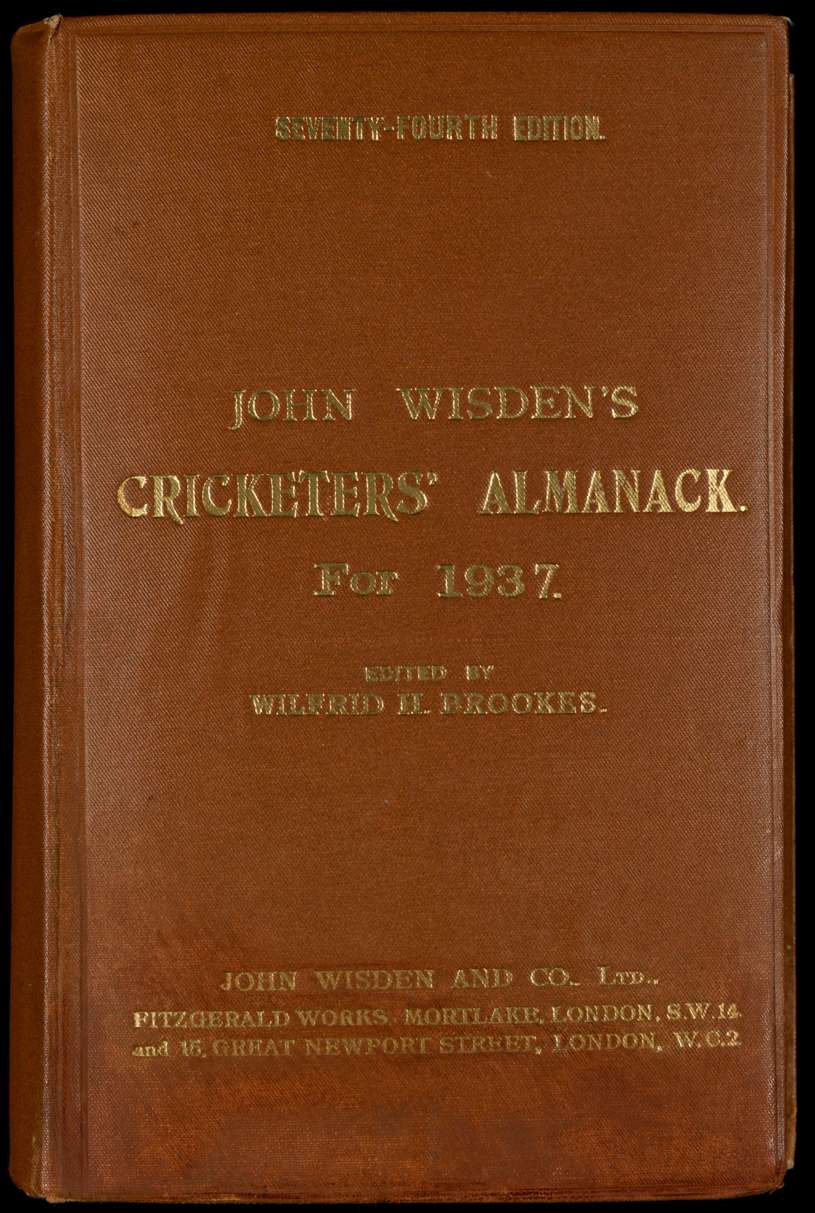 SEVENTY-FOURTH EDITION.
JOHN WISDEN'S
CRICKETERS' ALMANACK.
For 1937.
EDITED BY
WILFRID H. BROOKES.
JOHN WISDEN AND CO., LTD.,
FITZGERALD WORKS, MORTLAKE, LONDON, S.W.14.
and 15, GREAT NEWPORT STREET, LONDON, W.C.2